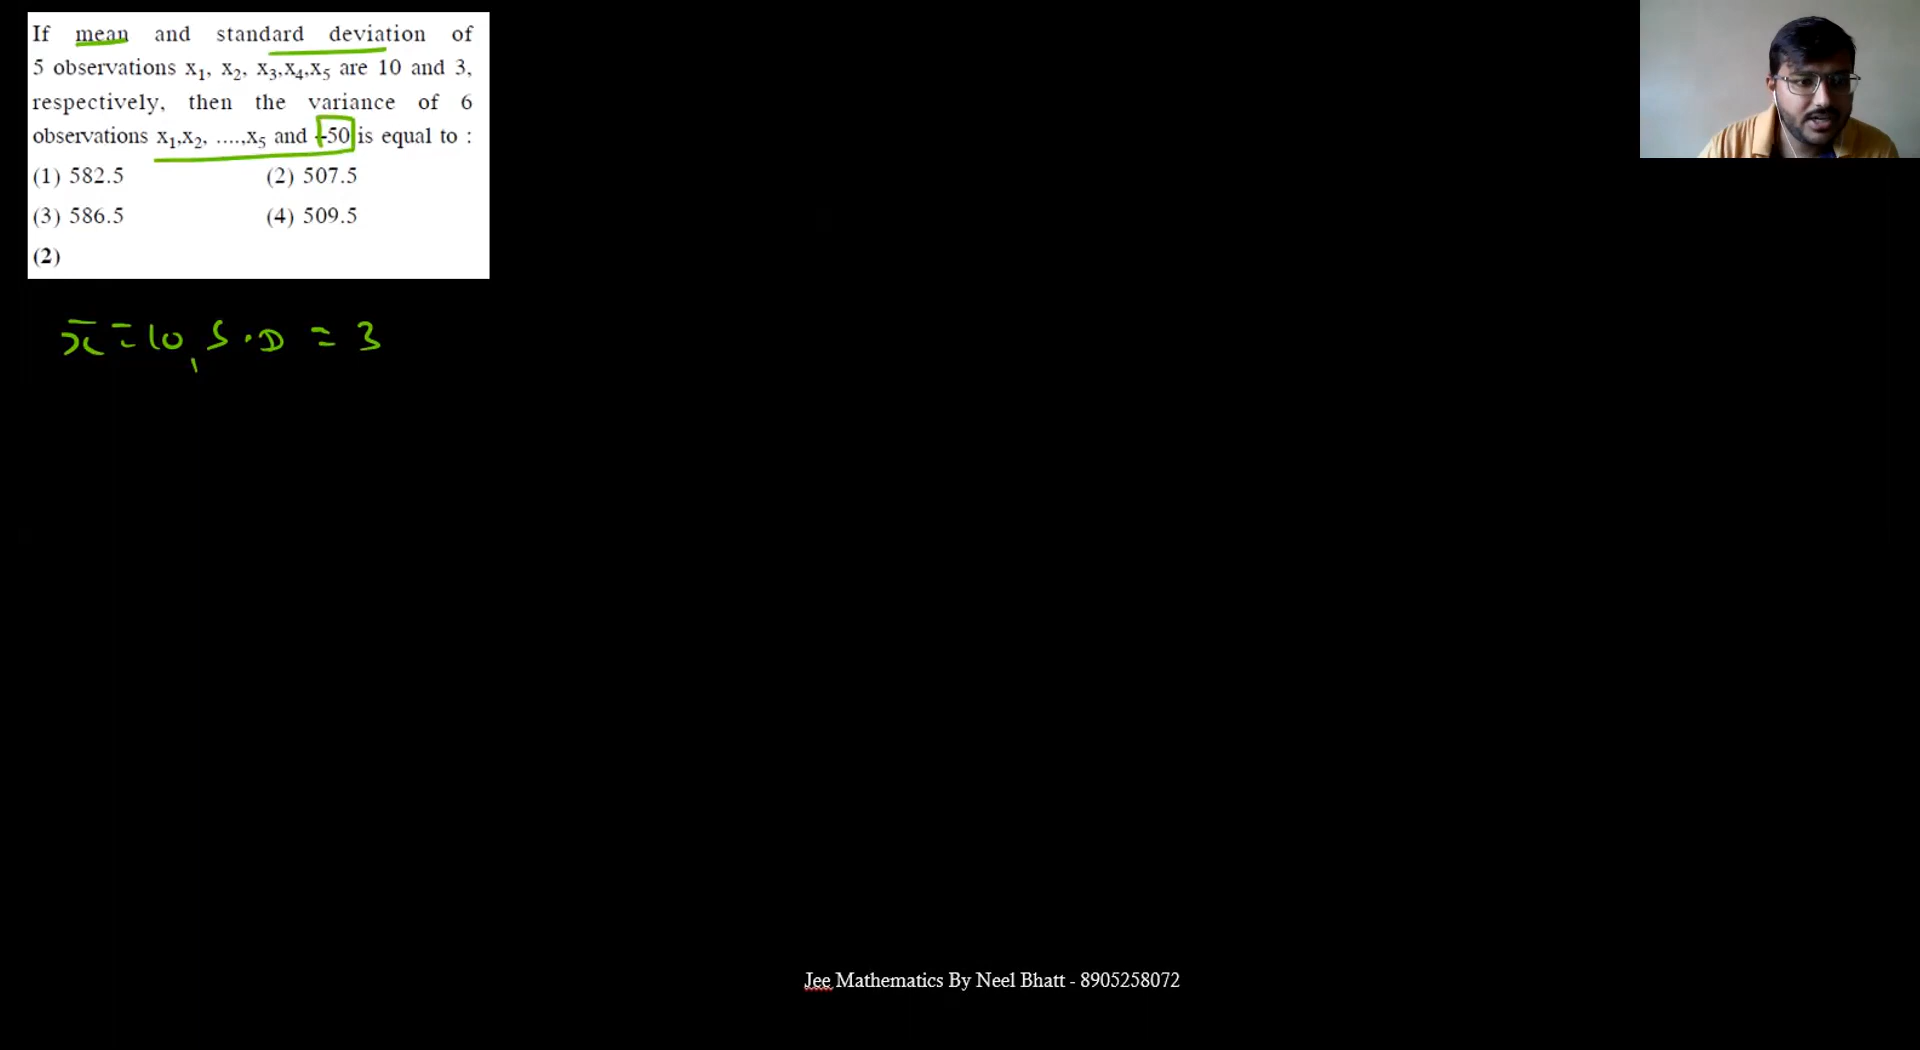 If mean and standard deviation of
5 observations x₁, x₂, x₃,x₄,x₅ are 10 and 3,
respectively, then the variance of 6
observations x₁,x₂, ....,x₅ and -50 is equal to :
(1) 582.5 (2) 507.5
(3) 586.5 (4) 509.5
(2)
x̄ = 10, S.D = 3
Jee Mathematics By Neel Bhatt - 8905258072